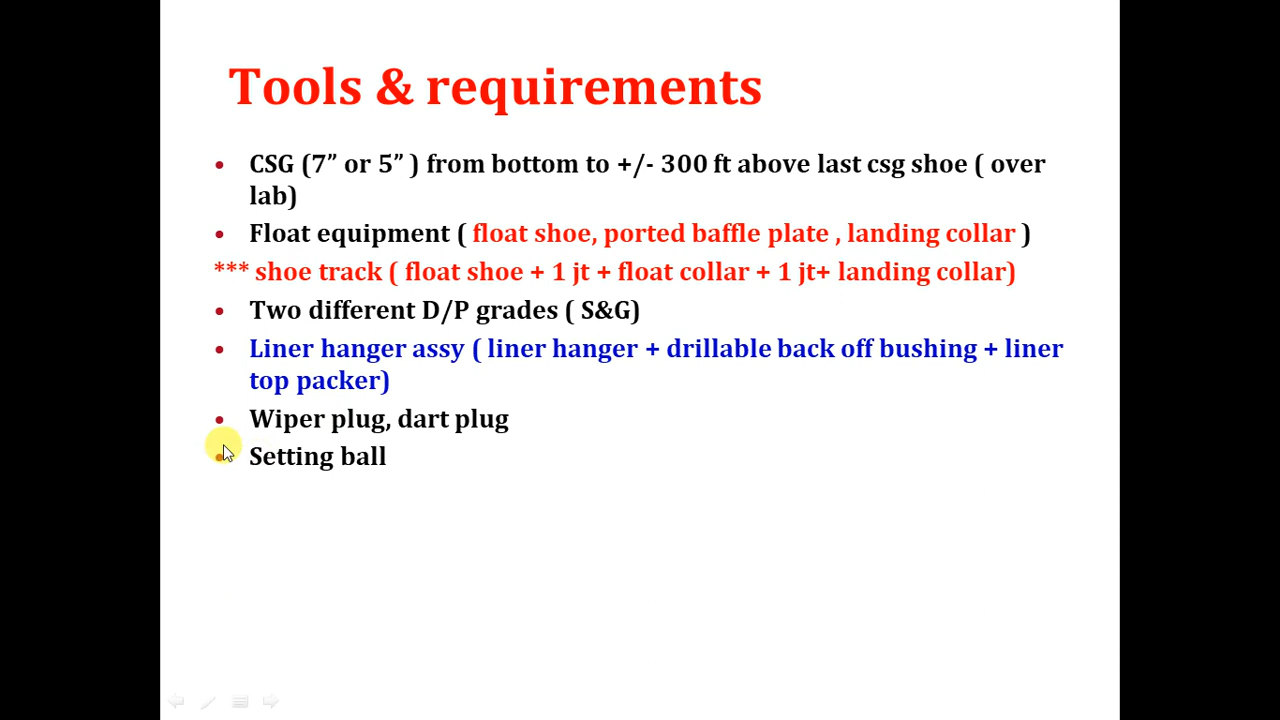 Tools & requirements
• CSG (7” or 5” ) from bottom to +/- 300 ft above last csg shoe ( over
lab)
• Float equipment ( float shoe, ported baffle plate , landing collar )
*** shoe track ( float shoe + 1 jt + float collar + 1 jt+ landing collar)
• Two different D/P grades ( S&G)
• Liner hanger assy ( liner hanger + drillable back off bushing + liner
top packer)
• Wiper plug, dart plug
• Setting ball